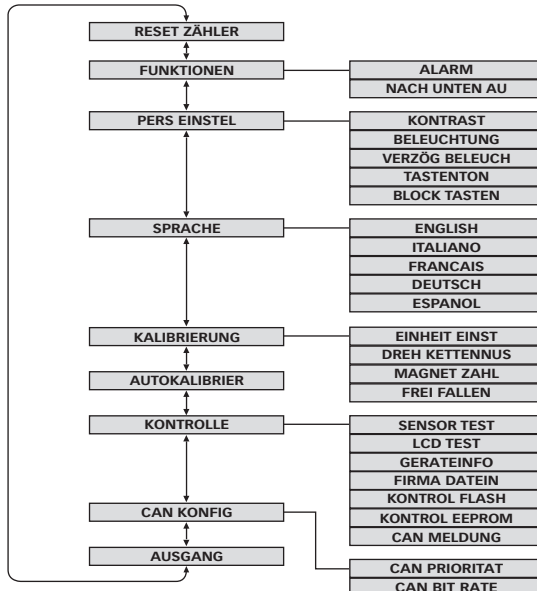 RESET ZÄHLER
FUNKTIONEN
ALARM
NACH UNTEN AU
PERS EINSTEL
KONTRAST
BELEUCHTUNG
VERZÖG BELEUCH
TASTENTON
BLOCK TASTEN
SPRACHE
ENGLISH
ITALIANO
FRANCAIS
DEUTSCH
ESPANOL
KALIBRIERUNG
EINHEIT EINST
DREH KETTENNUS
MAGNET ZAHL
FREI FALLEN
AUTOKALIBRIER
KONTROLLE
SENSOR TEST
LCD TEST
GERATEINFO
FIRMA DATEIN
KONTROL FLASH
KONTROL EEPROM
CAN MELDUNG
CAN KONFIG
CAN PRIORITAT
CAN BIT RATE
AUSGANG